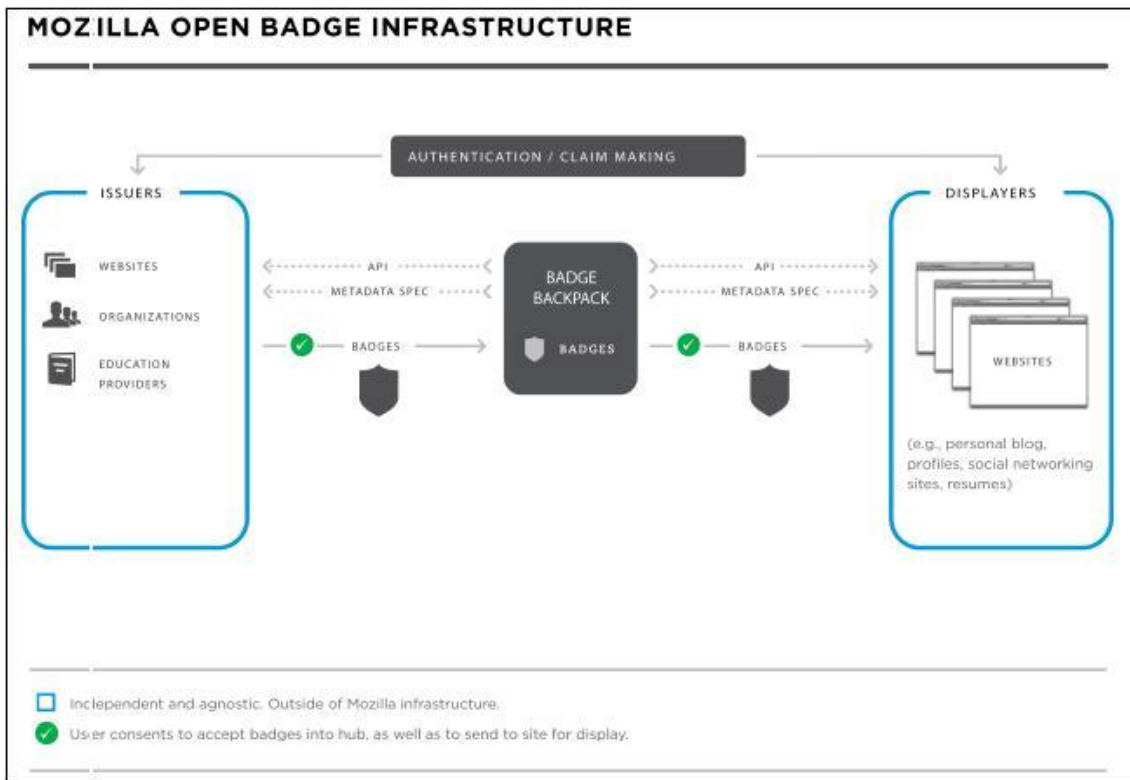 MOZILLA OPEN BADGE INFRASTRUCTURE
AUTHENTICATION / CLAIM MAKING
ISSUERS
WEBSITES
ORGANIZATIONS
EDUCATION
PROVIDERS
API
METADATA SPEC
BADGES
BADGE
BACKPACK
BADGES
API
METADATA SPEC
BADGES
DISPLAYERS
WEBSITES
(e.g., personal blog,
profiles, social networking
sites, resumes)
Independent and agnostic. Outside of Mozilla infrastructure.
User consents to accept badges into hub, as well as to send to site for display.